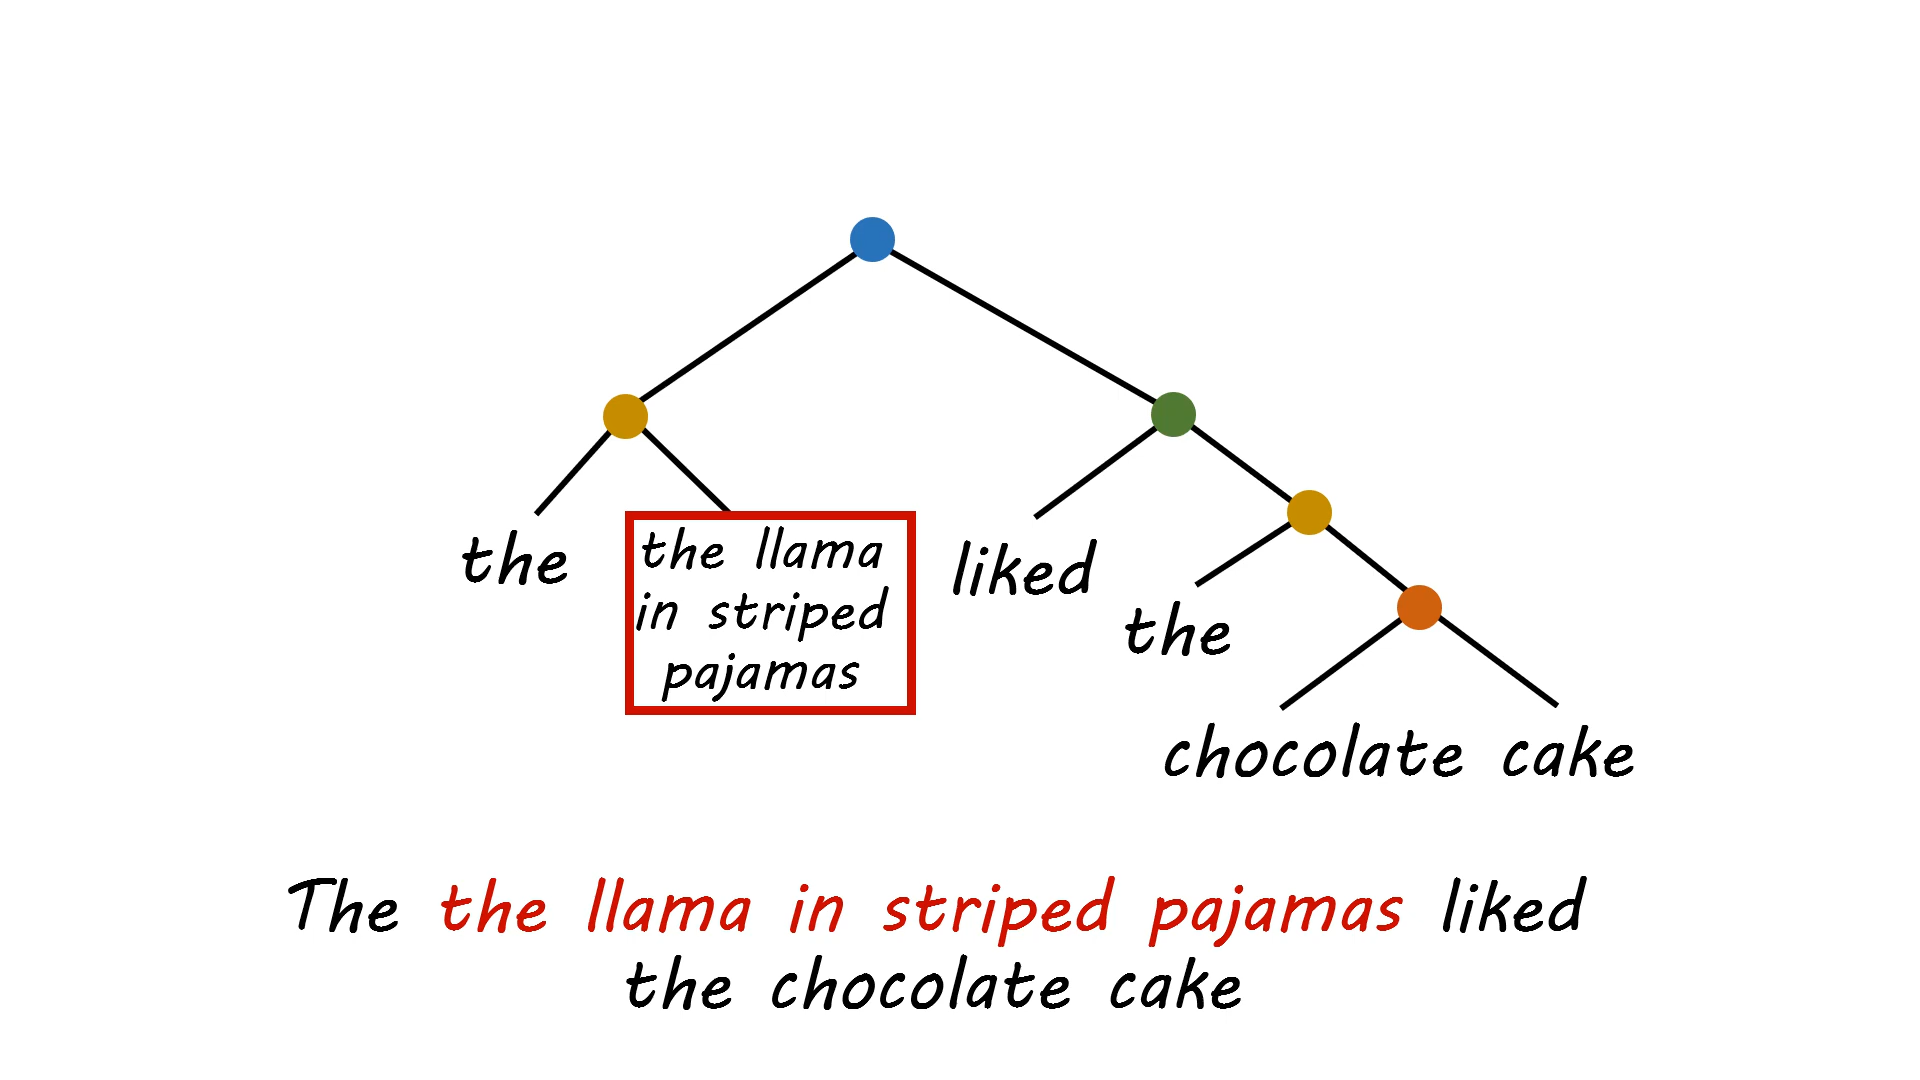 the
the llama
in striped
pajamas
liked
the
chocolate cake
The the llama in striped pajamas liked
the chocolate cake